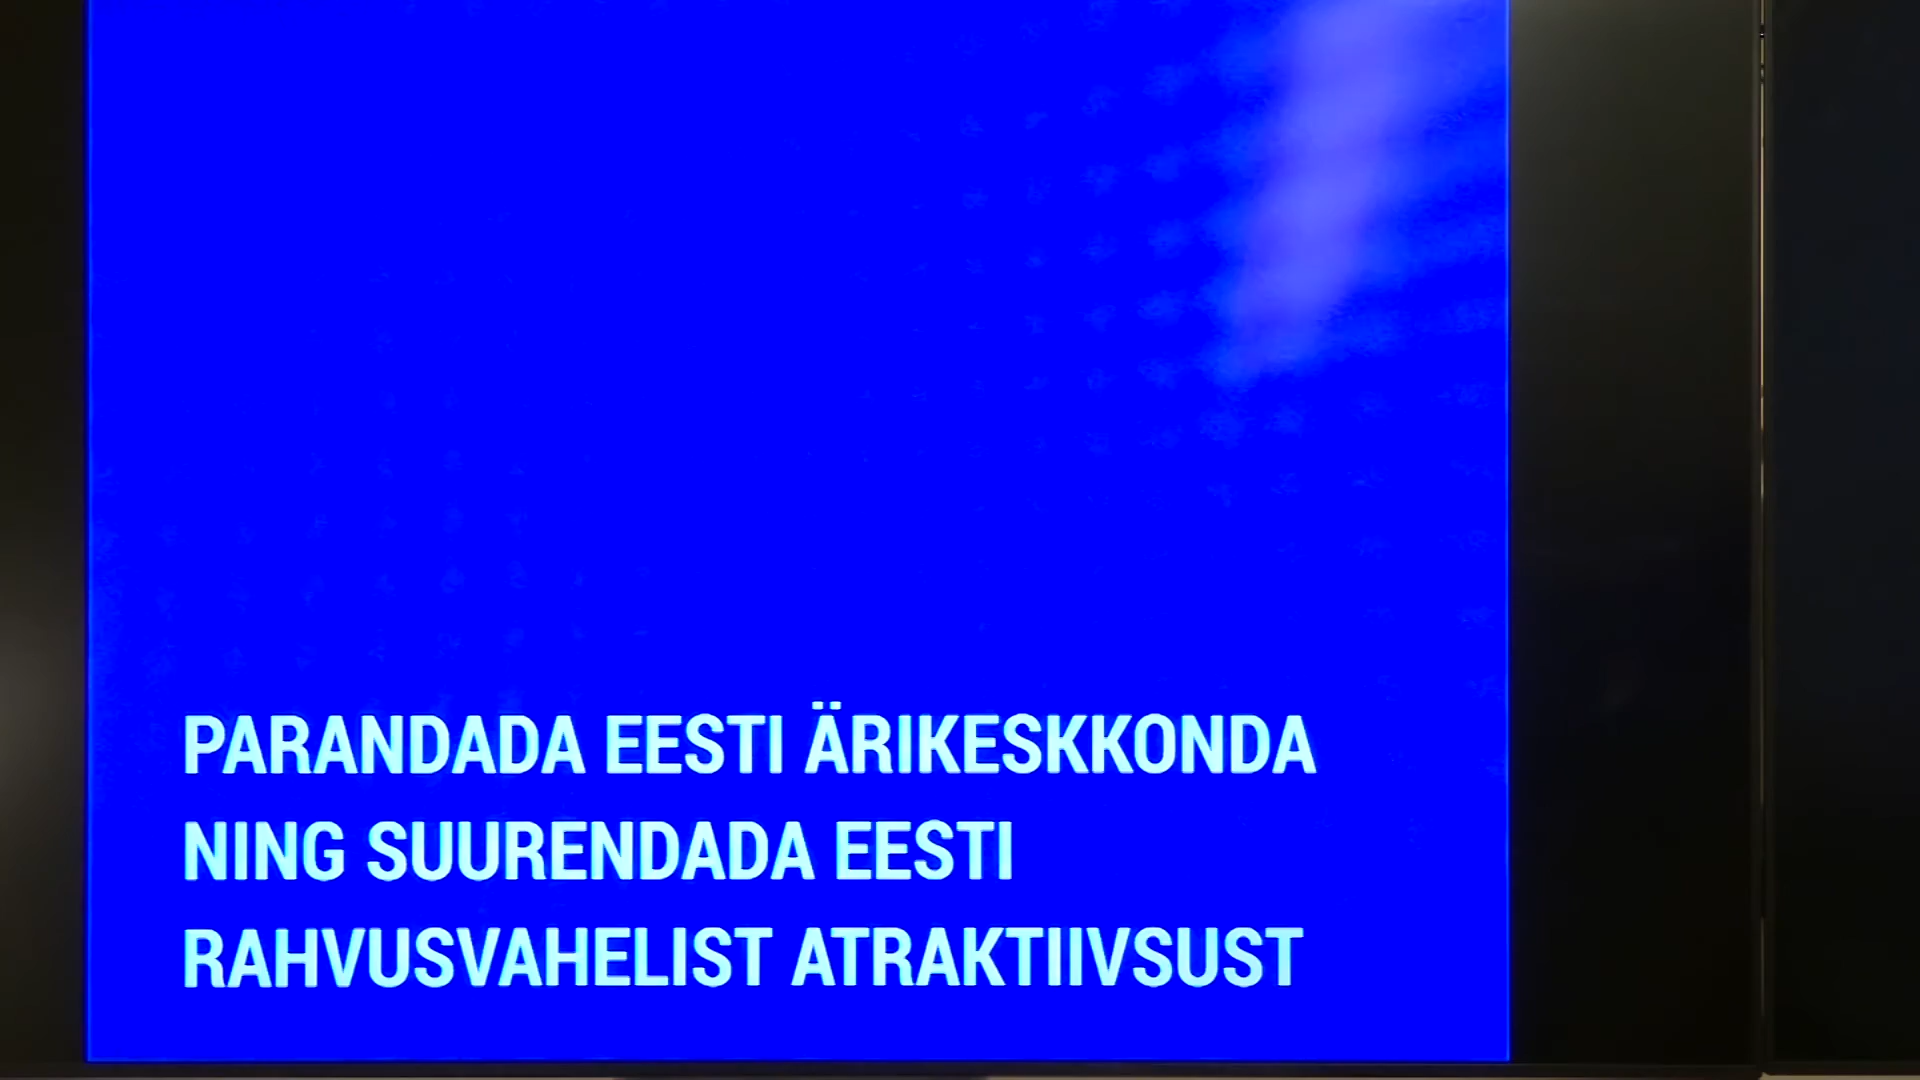 PARANDADA EESTI ÄRIKESKKONDA
NING SUURENDADA EESTI
RAHVUSVAHELIST ATRAKTIIVSUST